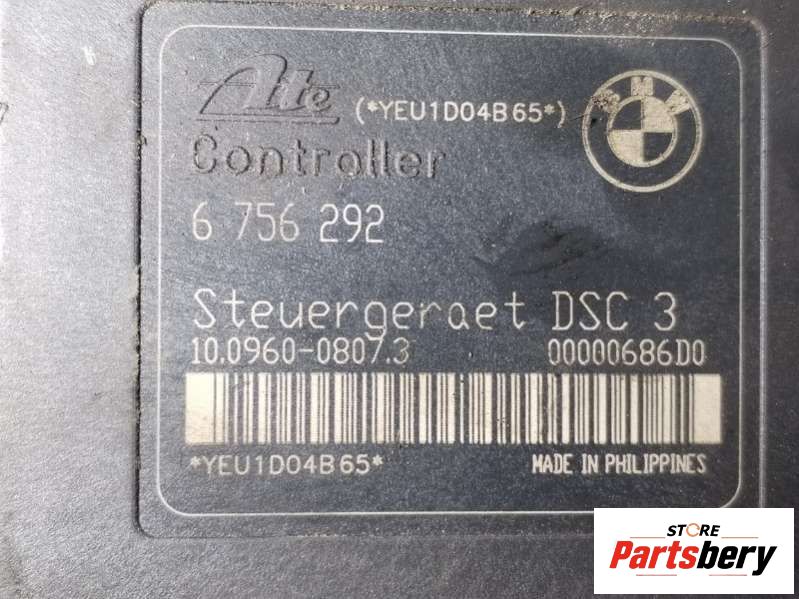 Ate (*YEU1D04B65*)
BMW
Controller
6 756 292
Steuergeraet DSC 3
10.0960-0807.3 00000686D0
*YEU1D04B65* MADE IN PHILIPPINES
STORE
Partsbery